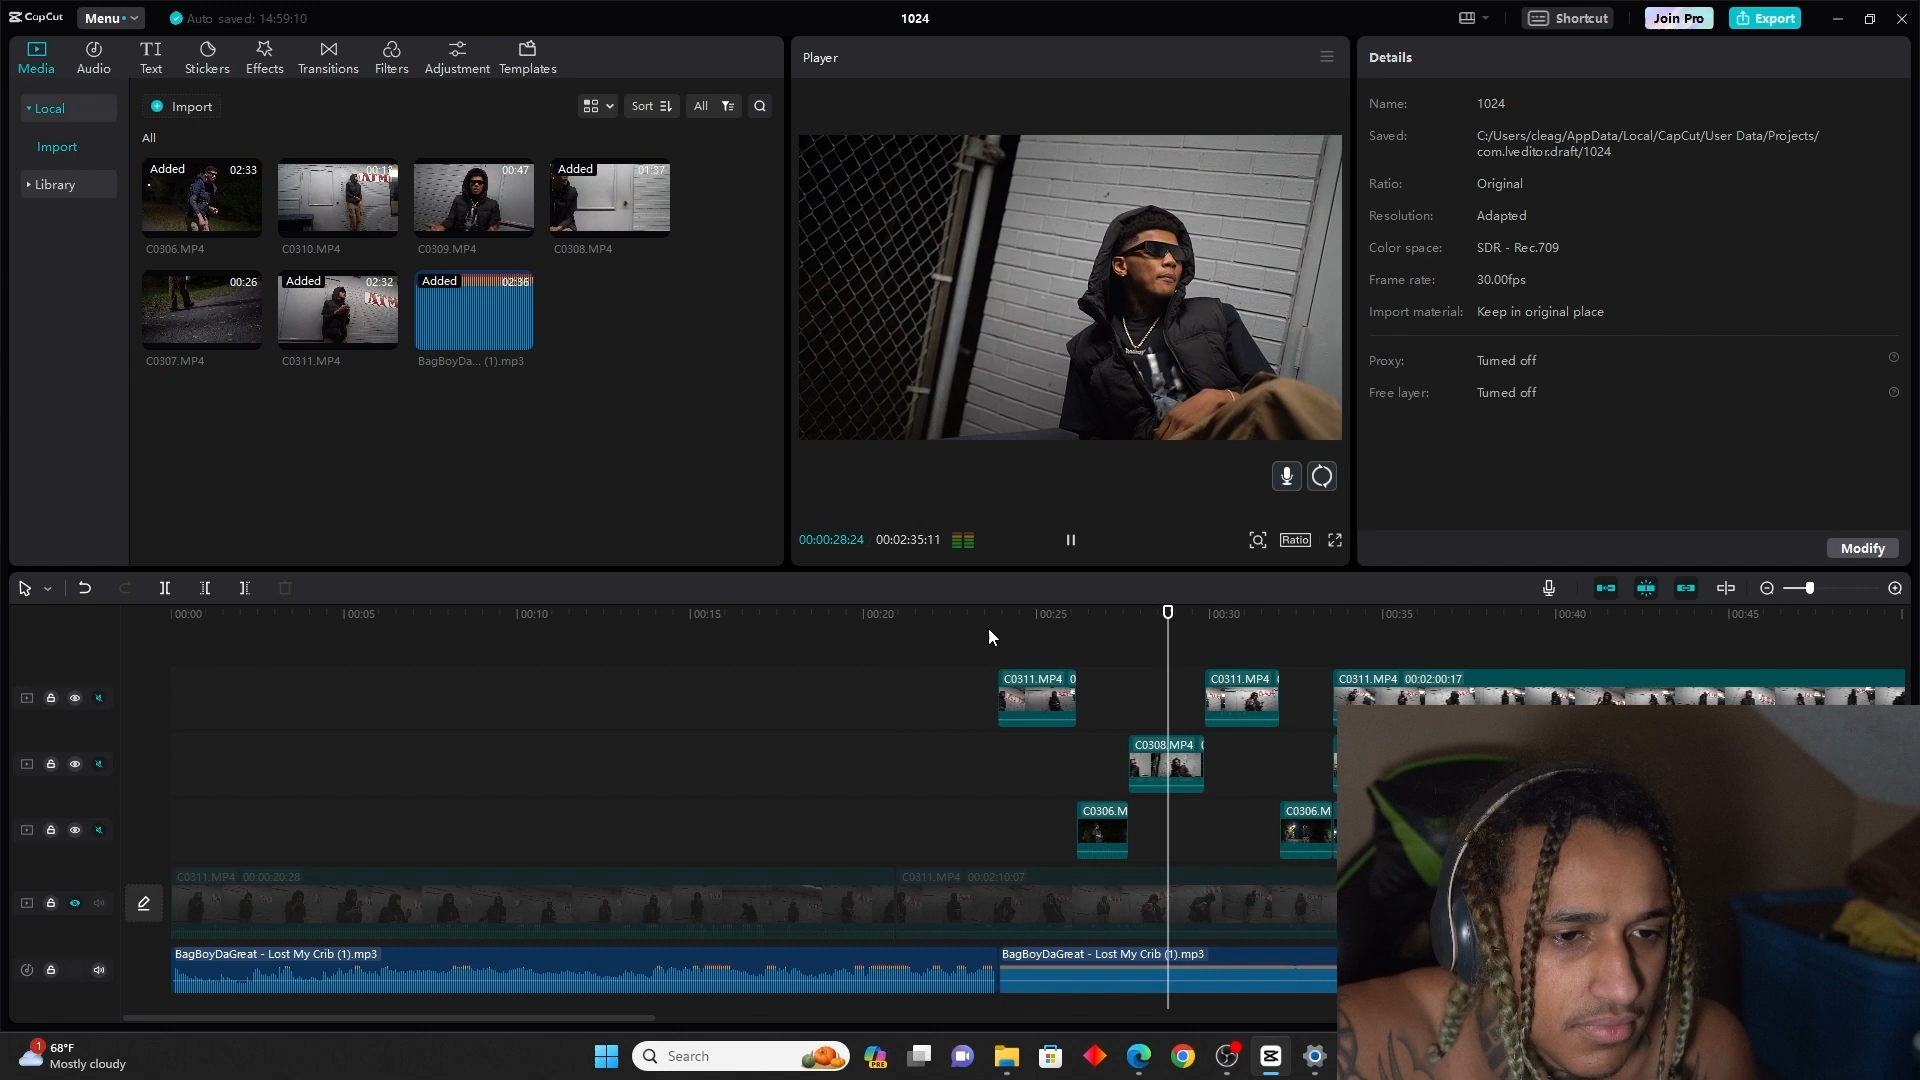 CapCut
Menu
Auto saved: 14:59:10
1024
Shortcut
Join Pro
Export
Media
Audio
TI
Text
Stickers
Effects
Transitions
Filters
Adjustment
Templates
Local
Import
Library
Import
Sort
All
All
Added
02:33
00:47
Added
01:37
C0306.MP4
C0310.MP4
C0309.MP4
C0308.MP4
00:26
Added
02:32
Added
02:36
C0307.MP4
C0311.MP4
BagBoyDa... (1).mp3
Player
00:00:28:24
00:02:35:11
Ratio
Details
Name:
1024
Saved:
C:/Users/cleag/AppData/Local/CapCut/User Data/Projects/
com.lveditor.draft/1024
Ratio:
Original
Resolution:
Adapted
Color space:
SDR - Rec.709
Frame rate:
30.00fps
Import material:
Keep in original place
Proxy:
Turned off
Free layer:
Turned off
Modify
00:00
00:05
00:10
00:15
00:20
00:25
00:30
00:35
00:40
00:45
C0311.MP4 0
C0311.MP4
C0311.MP4 00:02:00:17
C0308.MP4
C0306.M
C0306.M
C0311.MP4 00:00:20:28
C0311.MP4 00:02:10:07
BagBoyDaGreat - Lost My Crib (1).mp3
BagBoyDaGreat - Lost My Crib (1).mp3
1
68°F
Mostly cloudy
Search
PRE